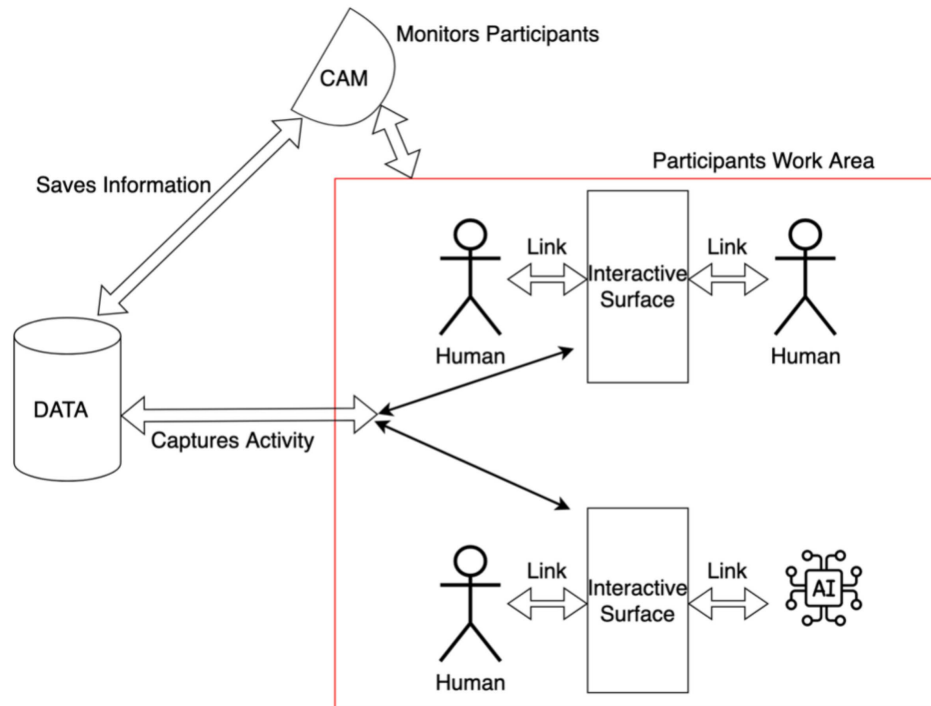 Monitors Participants
CAM
Participants Work Area
Saves Information
Link
Link
Interactive
Surface
Human
Human
DATA
Captures Activity
Link
Link
Interactive
Surface
AI
Human